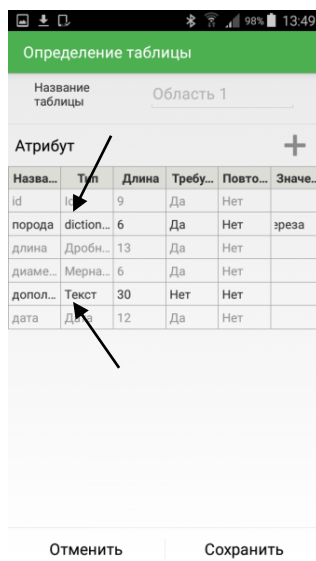 98% 13:49
Определение таблицы
Название таблицы
Область 1
Атрибут
Назва... Тип Длина Требу... Повто... Значе..
id 9 Да Нет
порода diction... 6 Да Нет ереза
длина Дробн... 13 Да Нет
диаме... Мерна... 6 Да Нет
допол... Текст 30 Нет Нет
дата Дата 12 Да Нет
Отменить Сохранить